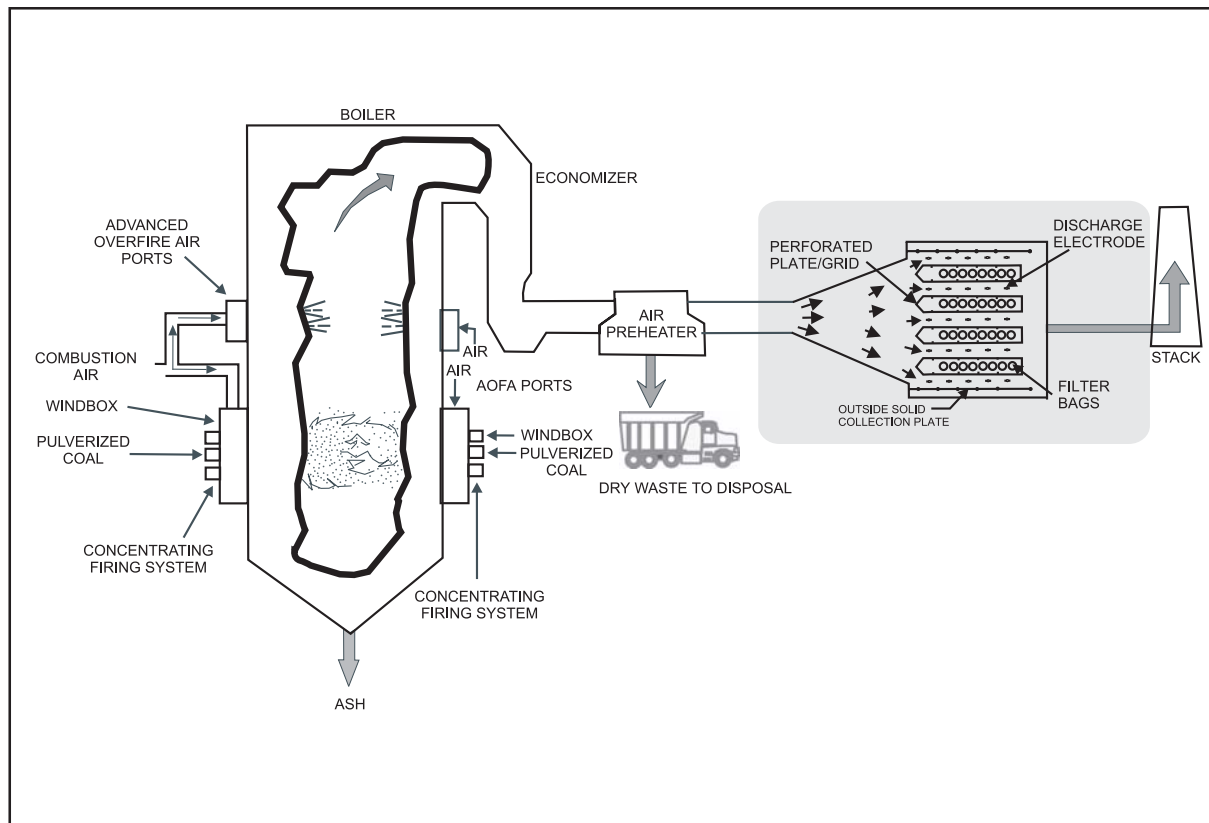 BOILER
ECONOMIZER
ADVANCED
OVERFIRE AIR
PORTS
COMBUSTION
AIR
WINDBOX
PULVERIZED
COAL
CONCENTRATING
FIRING SYSTEM
ASH
AIR
AIR
AOFA PORTS
WINDBOX
PULVERIZED
COAL
CONCENTRATING
FIRING SYSTEM
AIR
PREHEATER
DRY WASTE TO DISPOSAL
PERFORATED
PLATE/GRID
DISCHARGE
ELECTRODE
OUTSIDE SOLID
COLLECTION PLATE
FILTER
BAGS
STACK